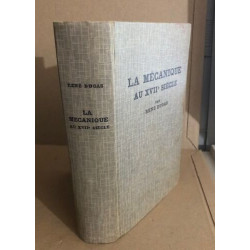 RENÉ DUGAS
LA
MÉCANIQUE
AU XVIIe SIÈCLE
LA MÉCANIQUE
AU XVIIe SIÈCLE
PAR
RENÉ DUGAS